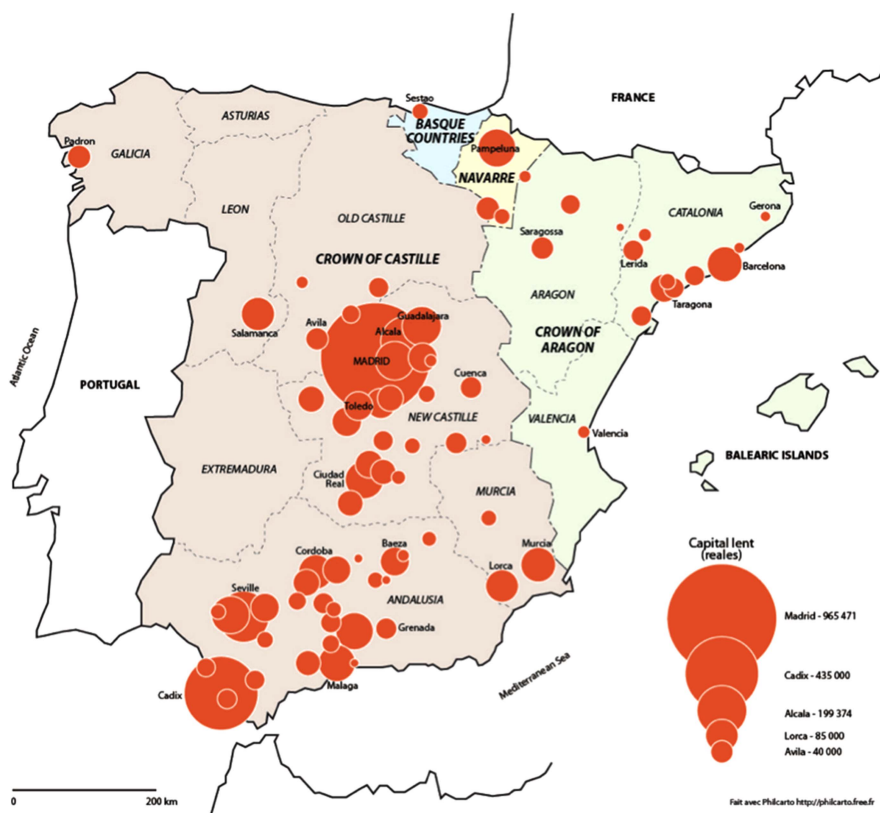 Sestao
FRANCE
ASTURIAS
BASQUE
COUNTRIES
Padron
GALICIA
Pampeluna
NAVARRE
LEON
OLD CASTILLE
CATALONIA
Gerona
Saragossa
CROWN OF CASTILLE
Lerida
Barcelona
ARAGON
Taragona
Salamanca
Avila
Guadalajara
Alcala
CROWN OF
ARAGON
MADRID
Atlantic Ocean
PORTUGAL
Cuenca
Toledo
NEW CASTILLE
VALENCIA
Valencia
BALEARIC ISLANDS
EXTREMADURA
Ciudad
Real
MURCIA
Cordoba
Baeza
Murcia
Lorca
Seville
ANDALUSIA
Grenada
Cadix
Malaga
Mediterranean Sea
Capital lent
(reales)
Madrid - 965 471
Cadix - 435 000
Alcala - 199 374
Lorca - 85 000
Avila - 40 000
0 200 km
Fait avec Philcarto http://philcarto.free.fr